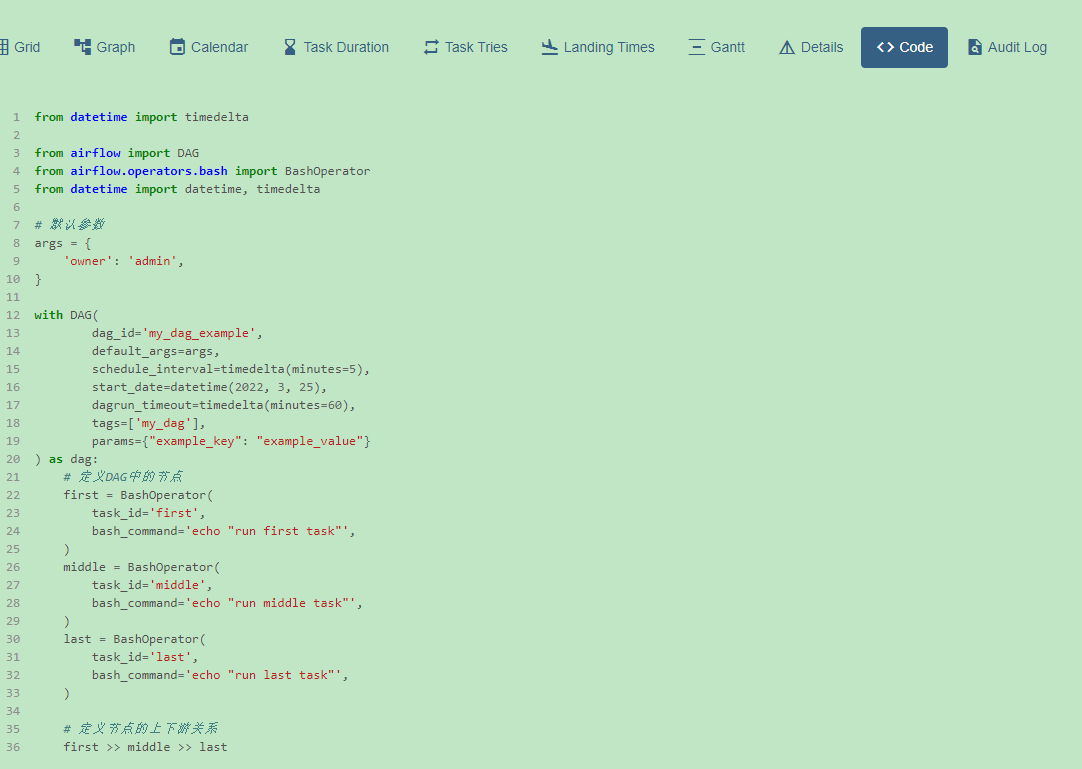 Grid Graph Calendar Task Duration Task Tries Landing Times Gantt Details <> Code Audit Log
1 from datetime import timedelta
2
3 from airflow import DAG
4 from airflow.operators.bash import BashOperator
5 from datetime import datetime, timedelta
6
7 # 默认参数
8 args = {
9     'owner': 'admin',
10 }
11
12 with DAG(
13         dag_id='my_dag_example',
14         default_args=args,
15         schedule_interval=timedelta(minutes=5),
16         start_date=datetime(2022, 3, 25),
17         dagrun_timeout=timedelta(minutes=60),
18         tags=['my_dag'],
19         params={"example_key": "example_value"}
20 ) as dag:
21     # 定义DAG中的节点
22     first = BashOperator(
23         task_id='first',
24         bash_command='echo "run first task"',
25     )
26     middle = BashOperator(
27         task_id='middle',
28         bash_command='echo "run middle task"',
29     )
30     last = BashOperator(
31         task_id='last',
32         bash_command='echo "run last task"',
33     )
34
35     # 定义节点的上下游关系
36     first >> middle >> last